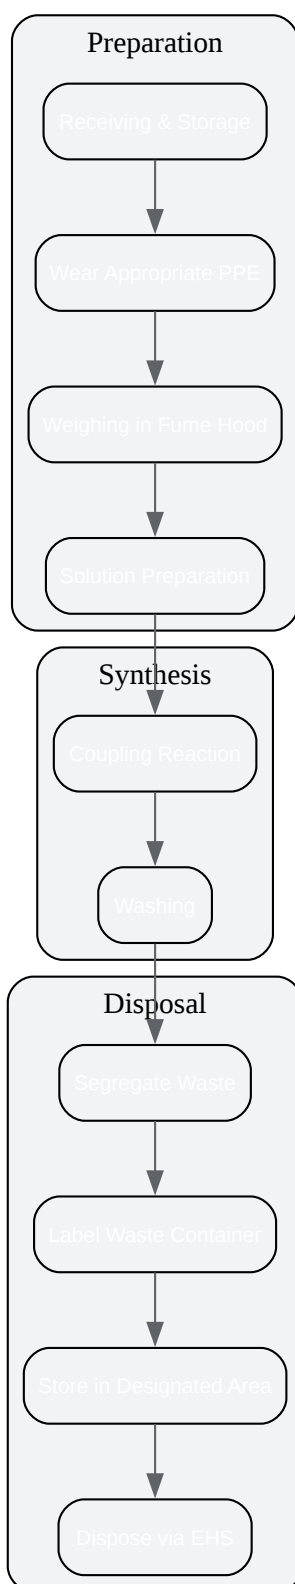 Preparation
Receiving & Storage
Wear Appropriate PPE
Weighing in Fume Hood
Solution Preparation
Synthesis
Coupling Reaction
Washing
Disposal
Segregate Waste
Label Waste Container
Store in Designated Area
Dispose via EHS